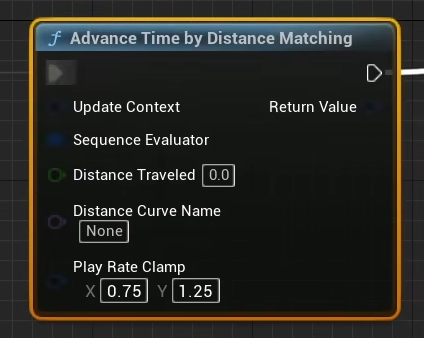 f Advance Time by Distance Matching
Update Context Return Value
Sequence Evaluator
Distance Traveled 0.0
Distance Curve Name
None
Play Rate Clamp
X 0.75 Y 1.25